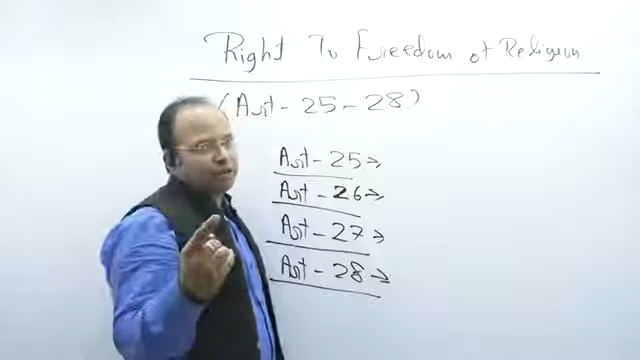 Right To Freedom of Religion
(Art - 25 - 28)
Art - 25 →
Art - 26 →
Art - 27 →
Art - 28 →